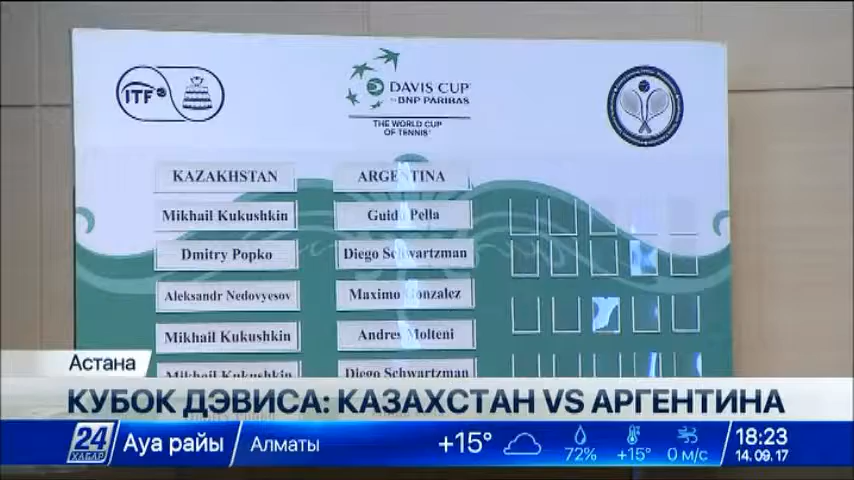 ITF
DAVIS CUP
BY BNP PARIBAS
THE WORLD CUP
OF TENNIS
KAZAKHSTAN ARGENTINA
Mikhail Kukushkin Guido Pella
Dmitry Popko Diego Schwartzman
Aleksandr Nedovyesov Maximo Gonzalez
Mikhail Kukushkin Andres Molteni
Mikhail Kukushkin Diego Schwartzman
Астана
КУБОК ДЭВИСА: КАЗАХСТАН VS АРГЕНТИНА
24 ХАБАР Ауа райы Алматы +15° 72% +15° 0 м/с 18:23
14.09.17